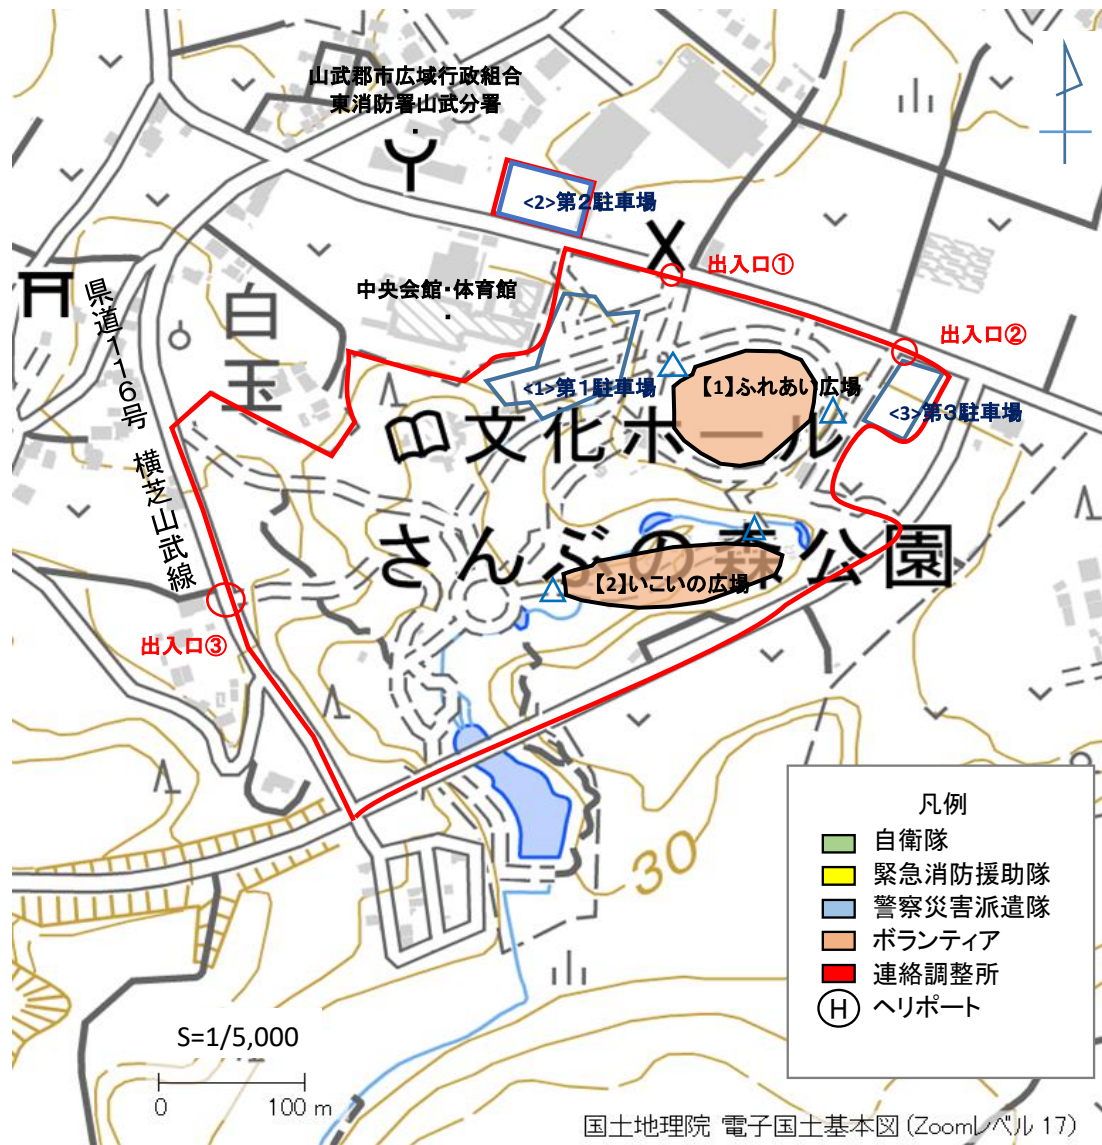 山武郡市広域行政組合
東消防署山武分署
<2>第2駐車場
出入口①
中央会館・体育館
県道116号 横芝山武線
白玉
出入口②
<1>第1駐車場
【1】ふれあい広場
<3>第3駐車場
文化ホール
さんぶの森公園
【2】いこいの広場
出入口③
凡例
自衛隊
緊急消防援助隊
警察災害派遣隊
ボランティア
連絡調整所
H ヘリポート
30
S=1/5,000
0 100 m
国土地理院 電子国土基本図 (Zoomレベル 17)